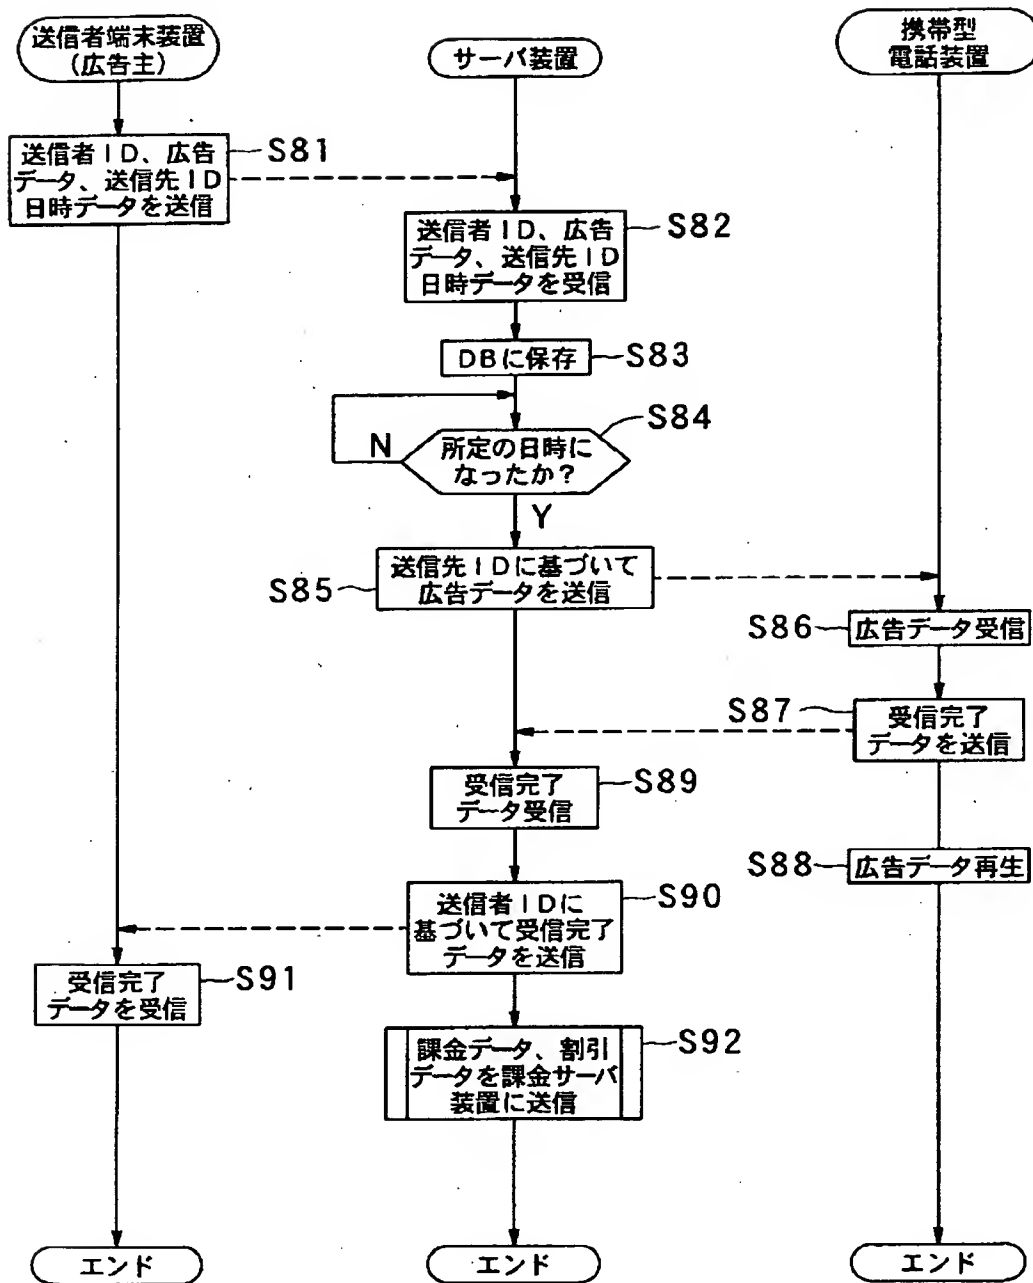 送信者端末装置
(広告主)
サーバ装置
携帯型
電話装置
送信者ID、広告
データ、送信先ID
日時データを送信
S81
送信者ID、広告
データ、送信先ID
日時データを受信
S82
DBに保存
S83
所定の日時に
なったか?
S84
N
Y
送信先IDに基づいて
広告データを送信
S85
S86
広告データ受信
S87
受信完了
データを送信
受信完了
データ受信
S89
S88
広告データ再生
送信者IDに
基づいて受信完了
データを送信
S90
受信完了
データを受信
S91
課金データ、割引
データを課金サーバ
装置に送信
S92
エンド
エンド
エンド